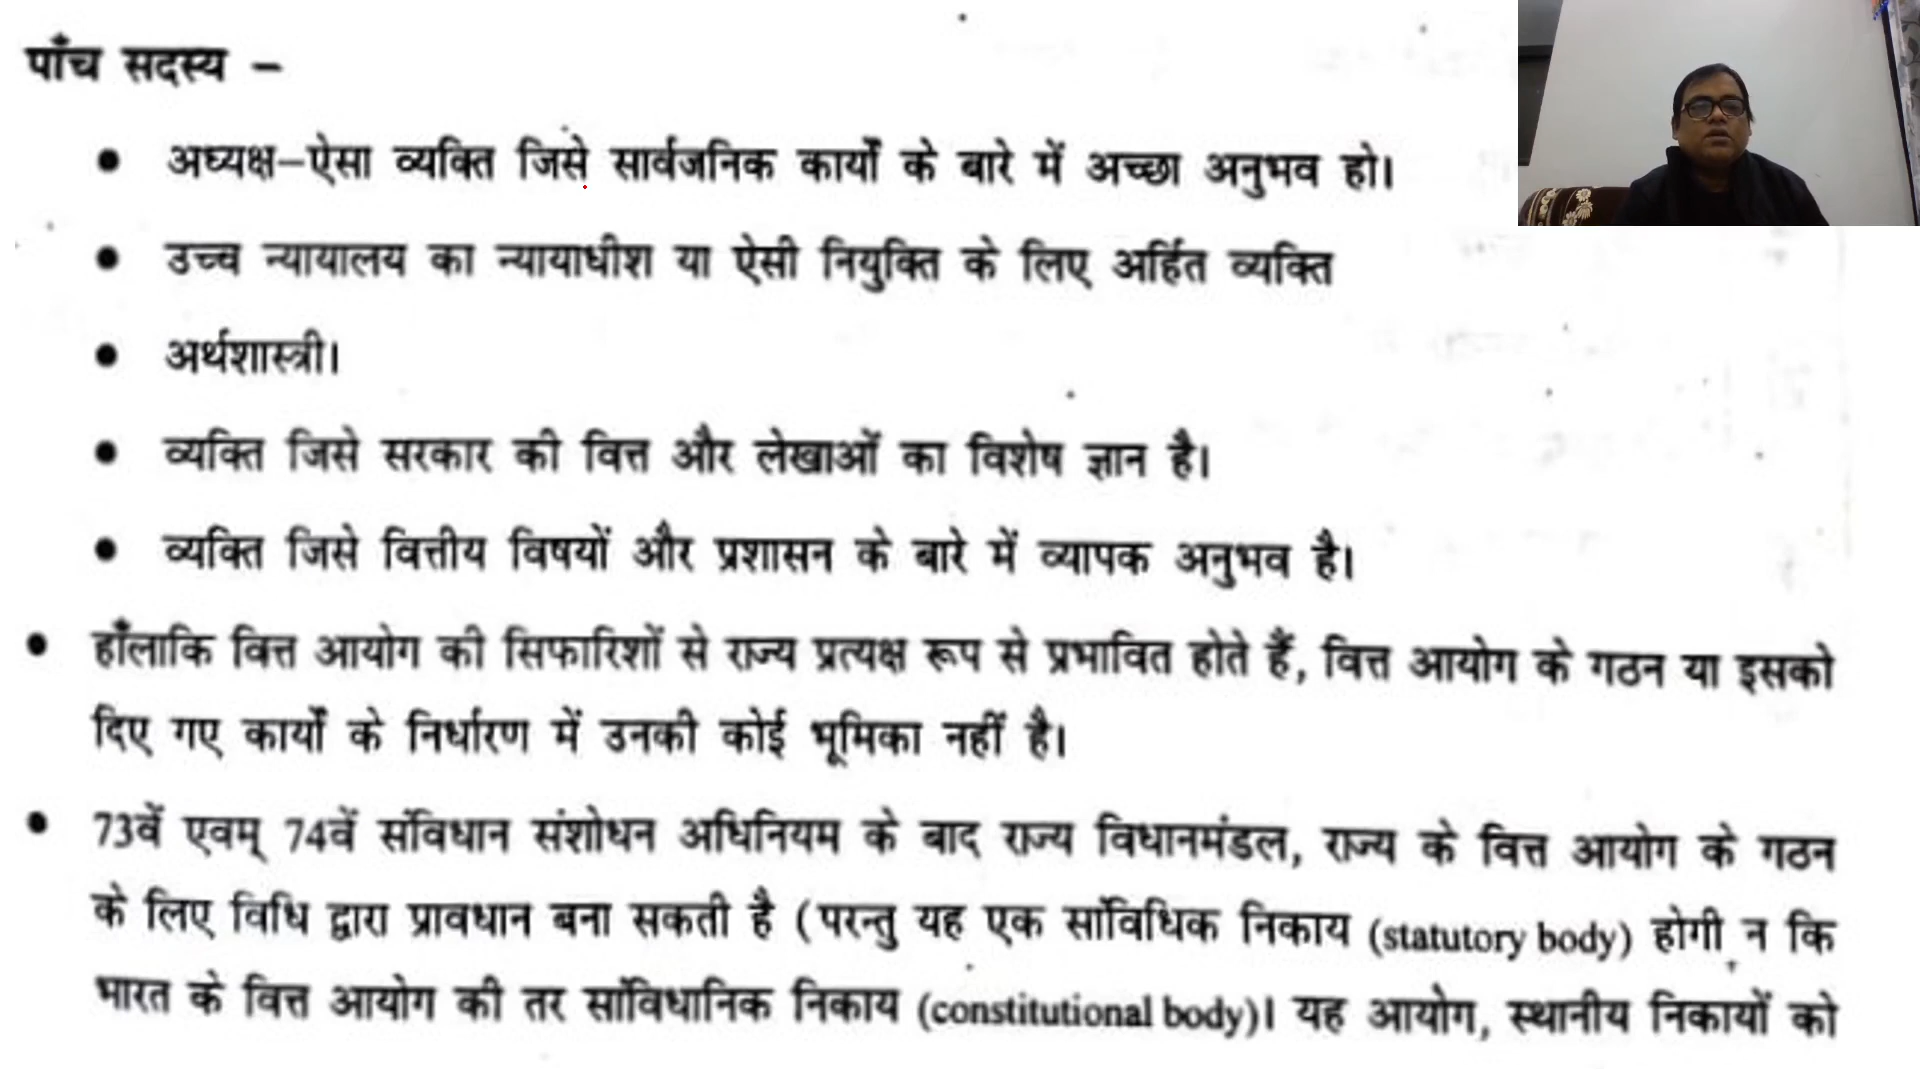 पाँच सदस्य –
• अध्यक्ष–ऐसा व्यक्ति जिसे सार्वजनिक कार्यों के बारे में अच्छा अनुभव हो।
• उच्च न्यायालय का न्यायाधीश या ऐसी नियुक्ति के लिए अर्हित व्यक्ति
• अर्थशास्त्री।
• व्यक्ति जिसे सरकार की वित्त और लेखाओं का विशेष ज्ञान है।
• व्यक्ति जिसे वित्तीय विषयों और प्रशासन के बारे में व्यापक अनुभव है।
• हाँलाकि वित्त आयोग की सिफारिशों से राज्य प्रत्यक्ष रूप से प्रभावित होते हैं, वित्त आयोग के गठन या इसको
दिए गए कार्यों के निर्धारण में उनकी कोई भूमिका नहीं है।
• 73वें एवम् 74वें संविधान संशोधन अधिनियम के बाद राज्य विधानमंडल, राज्य के वित्त आयोग के गठन
के लिए विधि द्वारा प्रावधान बना सकती है (परन्तु यह एक सांविधिक निकाय (statutory body) होगी न कि
भारत के वित्त आयोग की तर सांविधानिक निकाय (constitutional body)। यह आयोग, स्थानीय निकायों को